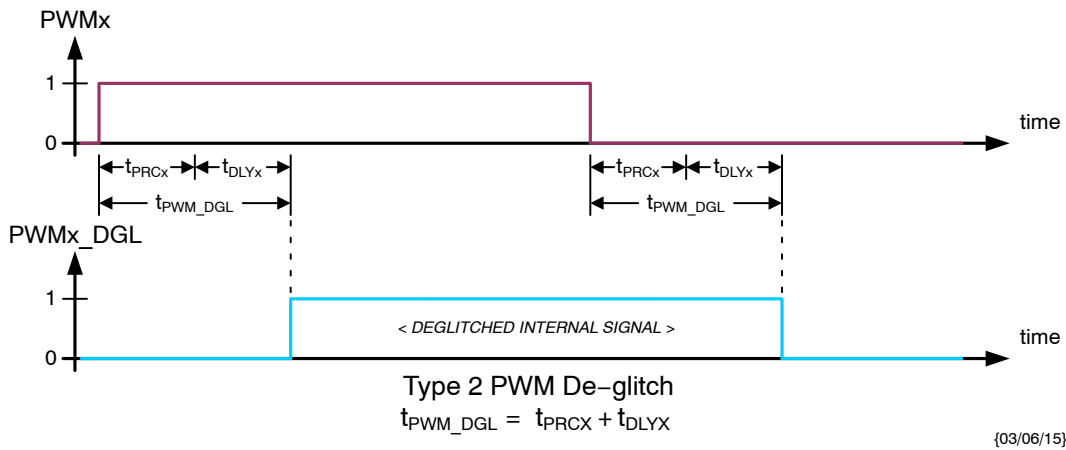 PWMx
1
0
time
tPRCx
tDLYx
tPRCx
tDLYx
tPWM_DGL
tPWM_DGL
PWMx_DGL
1
< DEGLITCHED INTERNAL SIGNAL >
0
time
Type 2 PWM De−glitch
tPWM_DGL = tPRCX + tDLYX
{03/06/15}